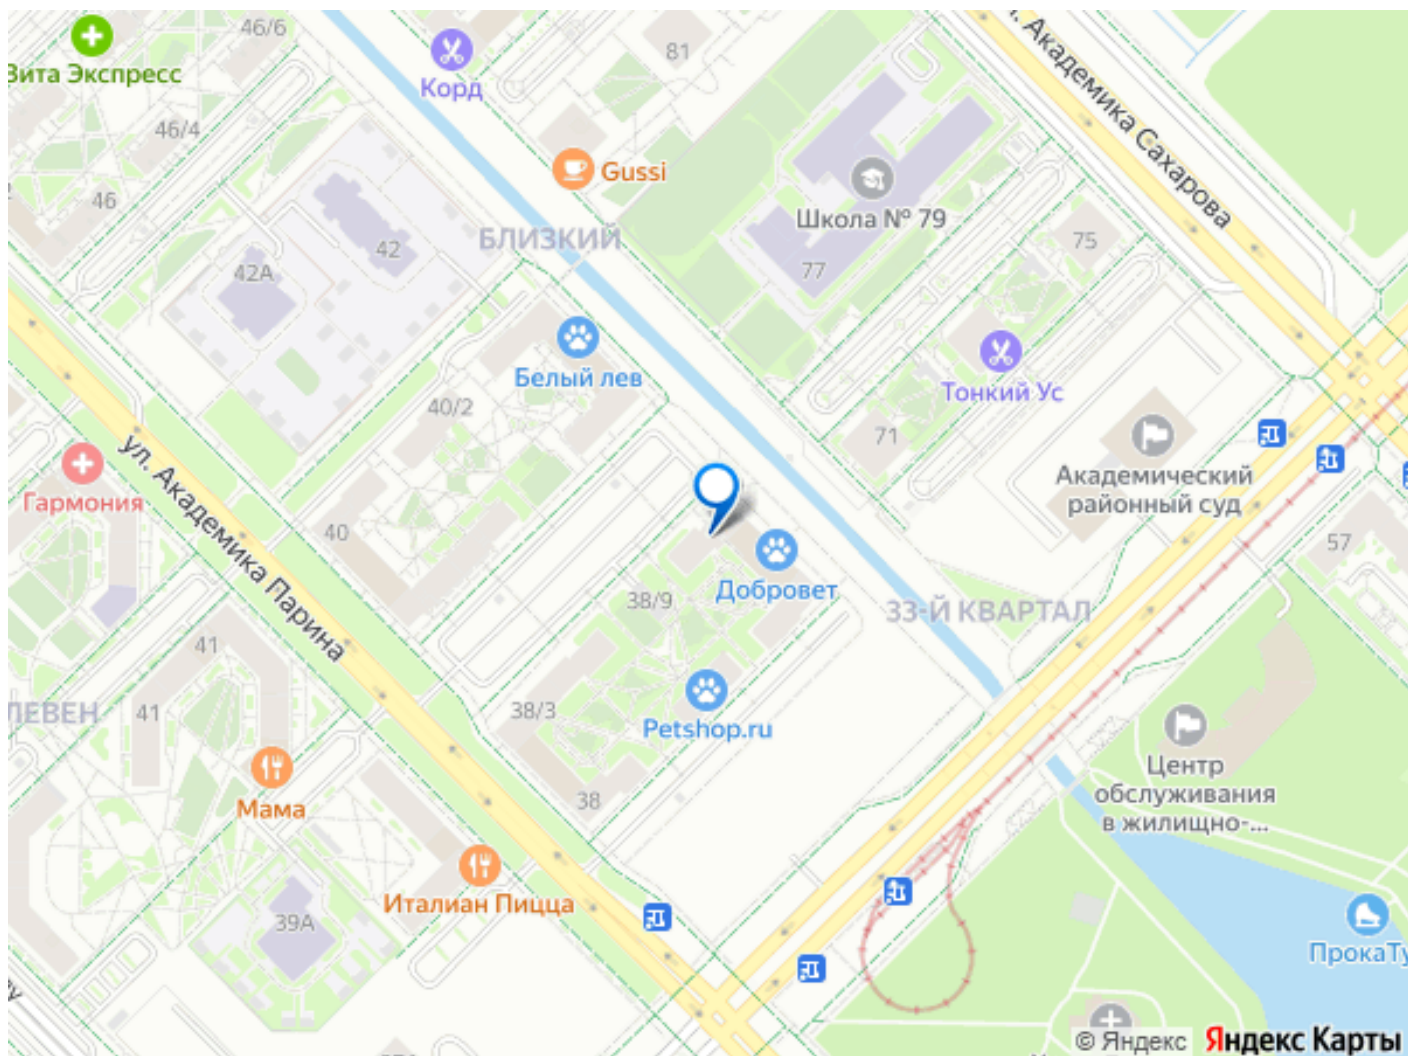 46/6
ул. Академика Сахарова
81
Вита Экспресс
Корд
46/4
Gussi
46
Школа № 79
БЛИЗКИЙ
42
75
42А
77
Белый лев
Тонкий Ус
40/2
71
Академический
районный суд
ул. Академика Парина
Гармония
40
57
Добровет
38/9
33-Й КВАРТАЛ
41
ЛЕВЕН
41
38/3
Petshop.ru
Центр
обслуживания
в жилищно-...
Мама
38
Италиан Пицца
39А
ПрокаТу
© Яндекс Яндекс Карты